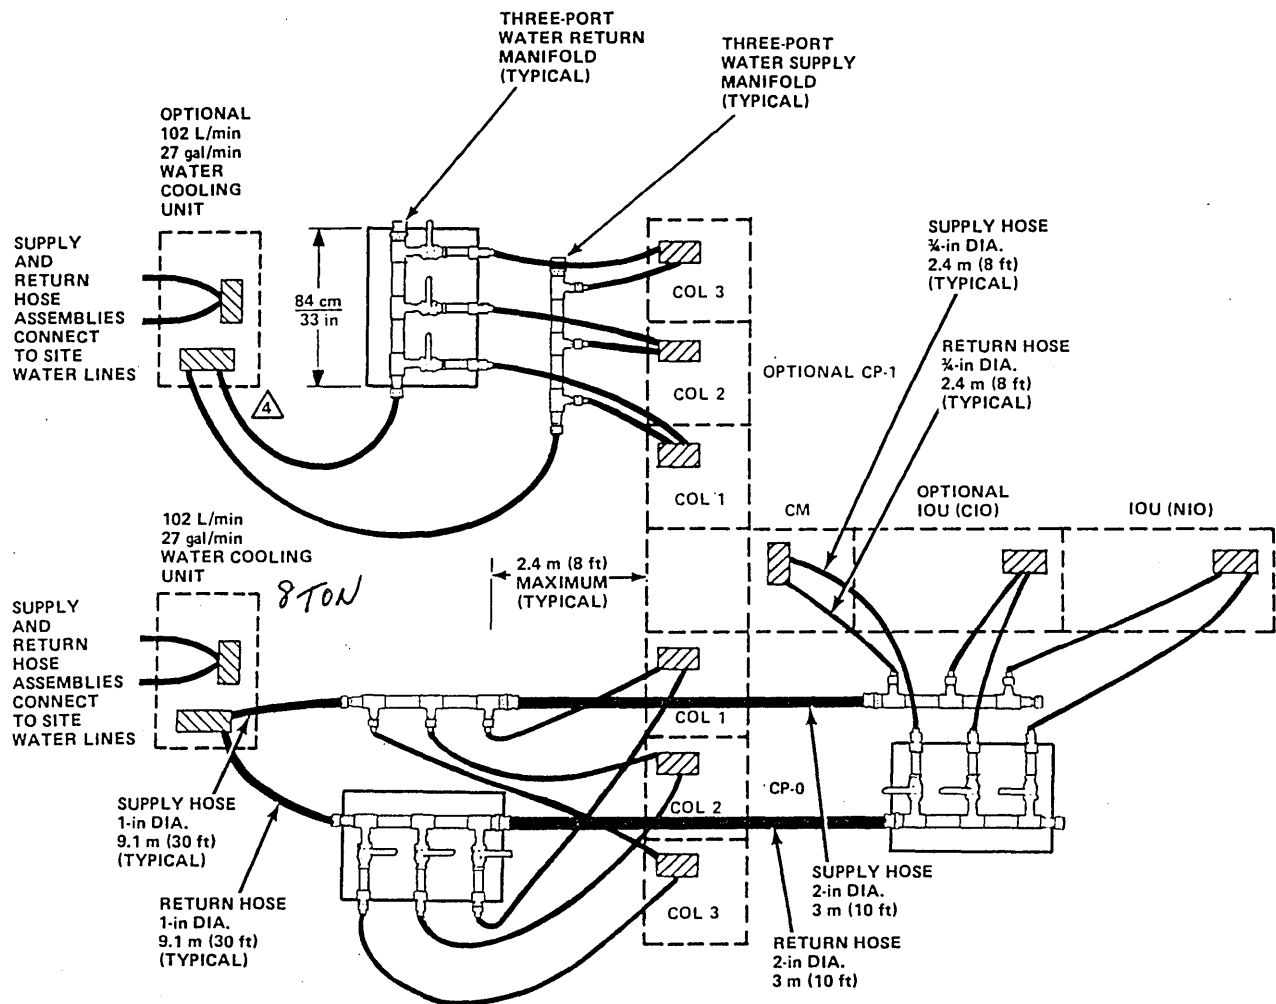 THREE-PORT
WATER RETURN
MANIFOLD
(TYPICAL)
THREE-PORT
WATER SUPPLY
MANIFOLD
(TYPICAL)
OPTIONAL
102 L/min
27 gal/min
WATER
COOLING
UNIT
SUPPLY
AND
RETURN
HOSE
ASSEMBLIES
CONNECT
TO SITE
WATER LINES
84 cm
33 in
4
COL 3
COL 2
COL 1
OPTIONAL CP-1
SUPPLY HOSE
¾-in DIA.
2.4 m (8 ft)
(TYPICAL)
RETURN HOSE
¾-in DIA.
2.4 m (8 ft)
(TYPICAL)
CM
OPTIONAL
IOU (CIO)
IOU (NIO)
102 L/min
27 gal/min
WATER COOLING
UNIT
8 TON
2.4 m (8 ft)
MAXIMUM
(TYPICAL)
SUPPLY
AND
RETURN
HOSE
ASSEMBLIES
CONNECT
TO SITE
WATER LINES
COL 1
COL 2
COL 3
CP-0
SUPPLY HOSE
1-in DIA.
9.1 m (30 ft)
(TYPICAL)
RETURN HOSE
1-in DIA.
9.1 m (30 ft)
(TYPICAL)
SUPPLY HOSE
2-in DIA.
3 m (10 ft)
RETURN HOSE
2-in DIA.
3 m (10 ft)